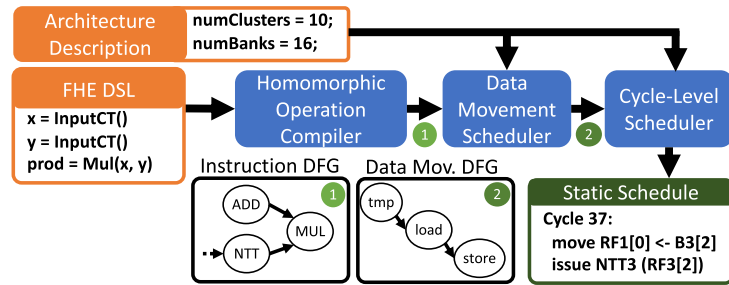 Architecture
Description
numClusters = 10;
numBanks = 16;
FHE DSL
x = InputCT()
y = InputCT()
prod = Mul(x, y)
Homomorphic
Operation
Compiler
1
Data
Movement
Scheduler
2
Cycle-Level
Scheduler
Instruction DFG
1
ADD
NTT
MUL
Data Mov. DFG
2
tmp
load
store
Static Schedule
Cycle 37:
move RF1[0] <- B3[2]
issue NTT3 (RF3[2])